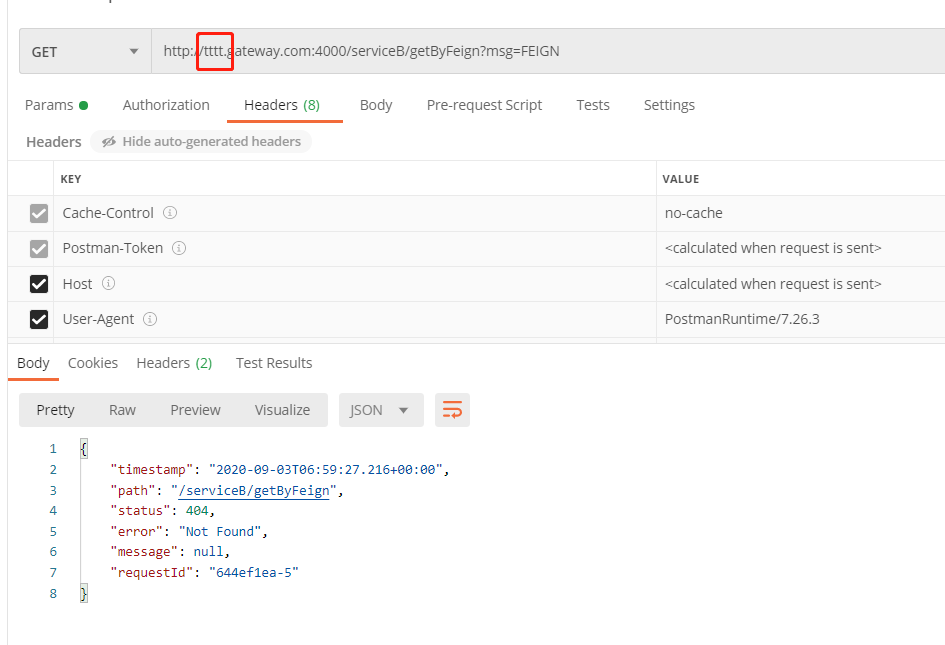 GET http://tttt.gateway.com:4000/serviceB/getByFeign?msg=FEIGN
Params Authorization Headers (8) Body Pre-request Script Tests Settings
Headers Hide auto-generated headers
KEY VALUE
Cache-Control no-cache
Postman-Token <calculated when request is sent>
Host <calculated when request is sent>
User-Agent PostmanRuntime/7.26.3
Body Cookies Headers (2) Test Results
Pretty Raw Preview Visualize JSON
1 {
2 "timestamp": "2020-09-03T06:59:27.216+00:00",
3 "path": "/serviceB/getByFeign",
4 "status": 404,
5 "error": "Not Found",
6 "message": null,
7 "requestId": "644ef1ea-5"
8 }